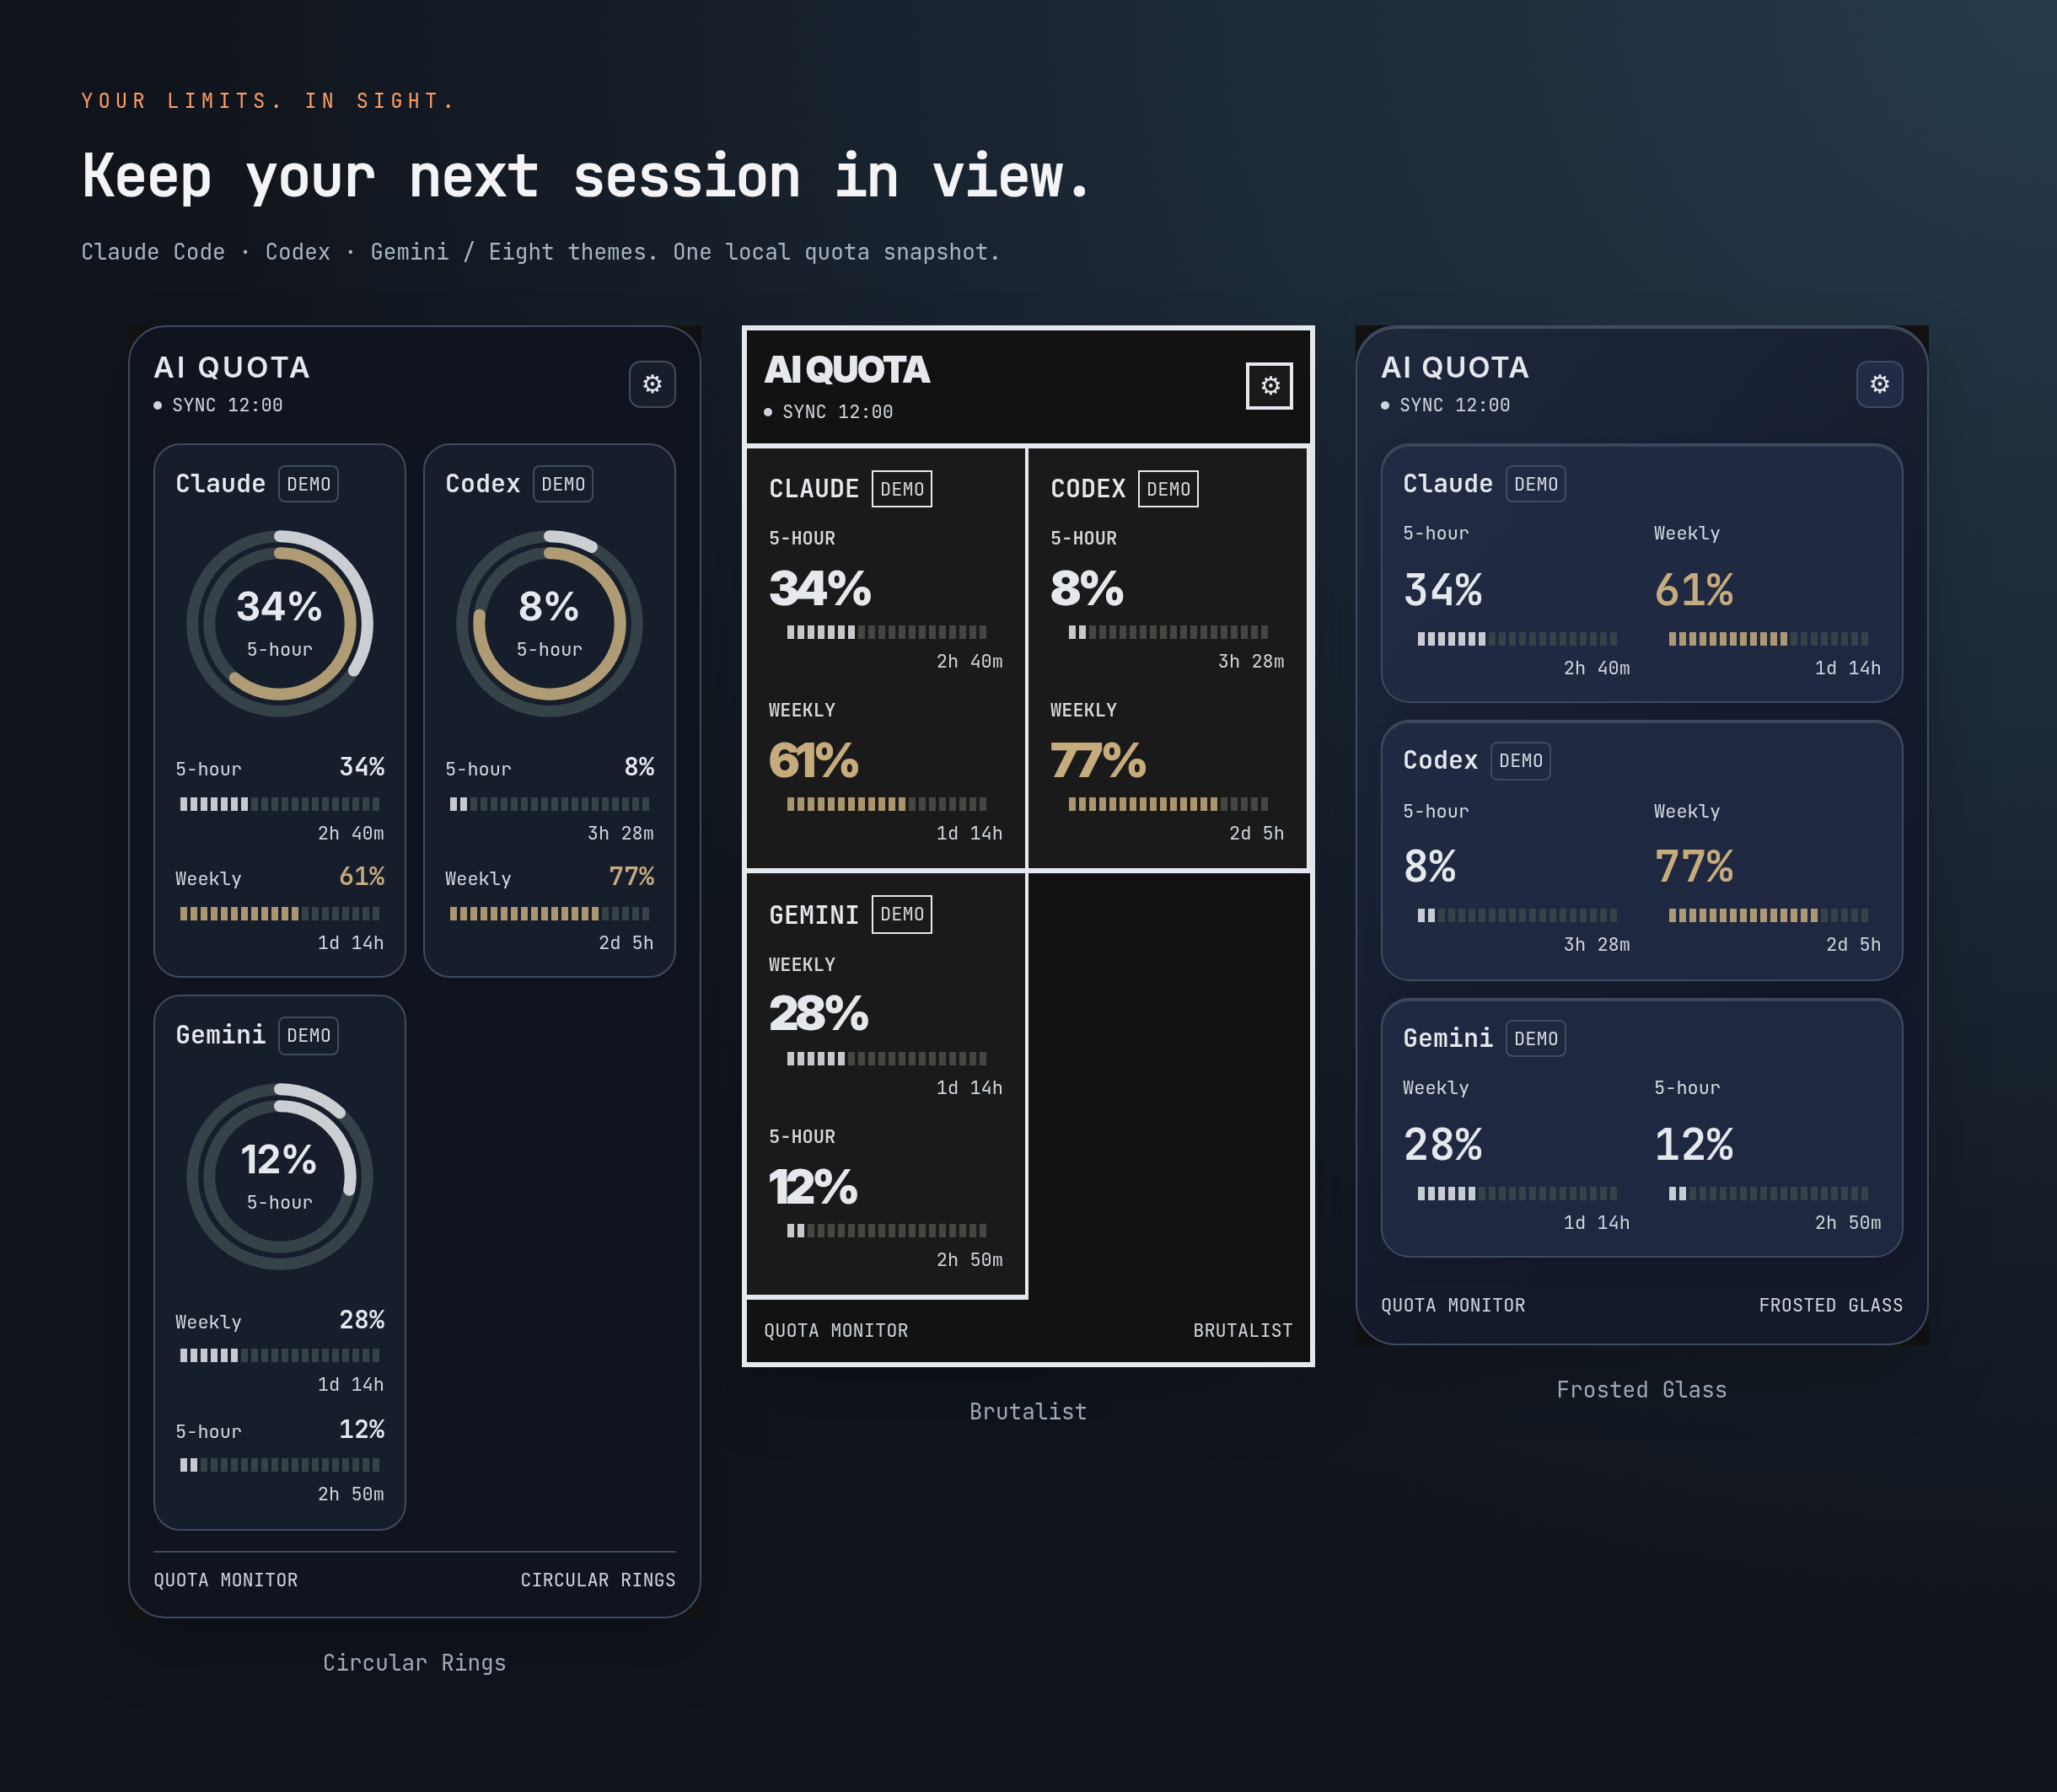 YOUR LIMITS. IN SIGHT.
Keep your next session in view.
Claude Code · Codex · Gemini / Eight themes. One local quota snapshot.
AI QUOTA
SYNC 12:00
Claude DEMO
34%
5-hour
5-hour 34%
2h 40m
Weekly 61%
1d 14h
Codex DEMO
8%
5-hour
5-hour 8%
3h 28m
Weekly 77%
2d 5h
Gemini DEMO
12%
5-hour
Weekly 28%
1d 14h
5-hour 12%
2h 50m
QUOTA MONITOR CIRCULAR RINGS
Circular Rings
AI QUOTA
SYNC 12:00
CLAUDE DEMO
5-HOUR
34%
2h 40m
WEEKLY
61%
1d 14h
CODEX DEMO
5-HOUR
8%
3h 28m
WEEKLY
77%
2d 5h
GEMINI DEMO
WEEKLY
28%
1d 14h
5-HOUR
12%
2h 50m
QUOTA MONITOR BRUTALIST
Brutalist
AI QUOTA
SYNC 12:00
Claude DEMO
5-hour Weekly
34% 61%
2h 40m 1d 14h
Codex DEMO
5-hour Weekly
8% 77%
3h 28m 2d 5h
Gemini DEMO
Weekly 5-hour
28% 12%
1d 14h 2h 50m
QUOTA MONITOR FROSTED GLASS
Frosted Glass